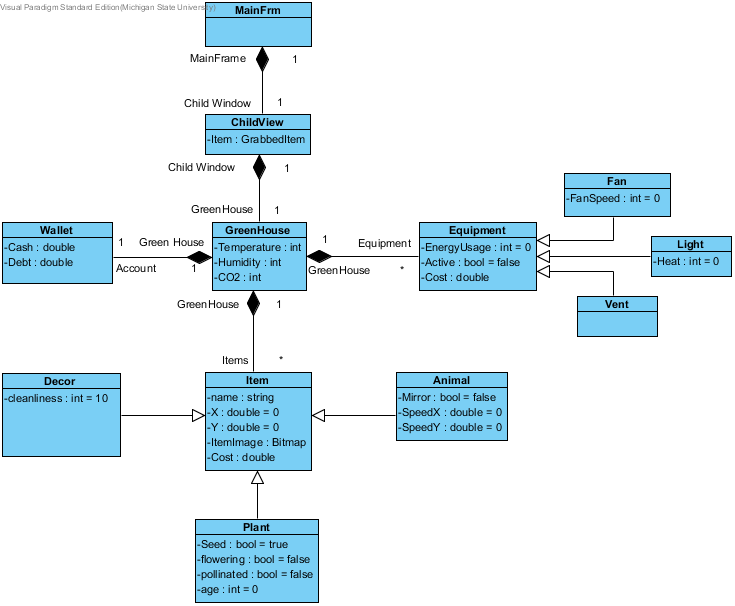 Visual Paradigm Standard Edition(Michigan State University)
MainFrm
MainFrame 1
Child Window 1
ChildView
-Item : GrabbedItem
Child Window 1
GreenHouse 1
Wallet
-Cash : double
-Debt : double
1 Green House
Account 1
GreenHouse
-Temperature : int
-Humidity : int
-CO2 : int
1 Equipment
GreenHouse *
Equipment
-EnergyUsage : int = 0
-Active : bool = false
-Cost : double
Fan
-FanSpeed : int = 0
Light
-Heat : int = 0
Vent
GreenHouse 1
Items *
Decor
-cleanliness : int = 10
Item
-name : string
-X : double = 0
-Y : double = 0
-ItemImage : Bitmap
-Cost : double
Animal
-Mirror : bool = false
-SpeedX : double = 0
-SpeedY : double = 0
Plant
-Seed : bool = true
-flowering : bool = false
-pollinated : bool = false
-age : int = 0